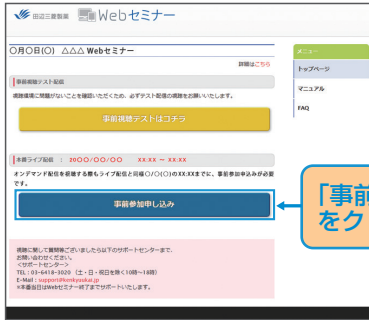 田辺三菱製薬 Webセミナー
〇月〇日(〇) △△△ Webセミナー
詳細はこちら
事前視聴テスト配信
視聴環境に問題がないことを確認いただくため、必ずテスト配信の視聴をお願いいたします。
事前視聴テストはコチラ
本番ライブ配信 : 20〇〇/〇〇/〇〇 XX:XX ~ XX:XX
オンデマンド配信を視聴する際もライブ配信と同様〇/〇(〇)のXX:XXまでに、事前参加申込みが必要
です。
事前参加申し込み
視聴に関して質問等ございましたら以下のサポートセンターまで、
お問い合わせください。
<サポートセンター>
TEL:03-6418-3020 (土・日・祝日を除く10時~18時)
E-Mail:support@kenkyuukai.jp
※本番当日はWebセミナー終了までサポートいたします。
メニュー
トップページ
マニュアル
FAQ
「事前
をク